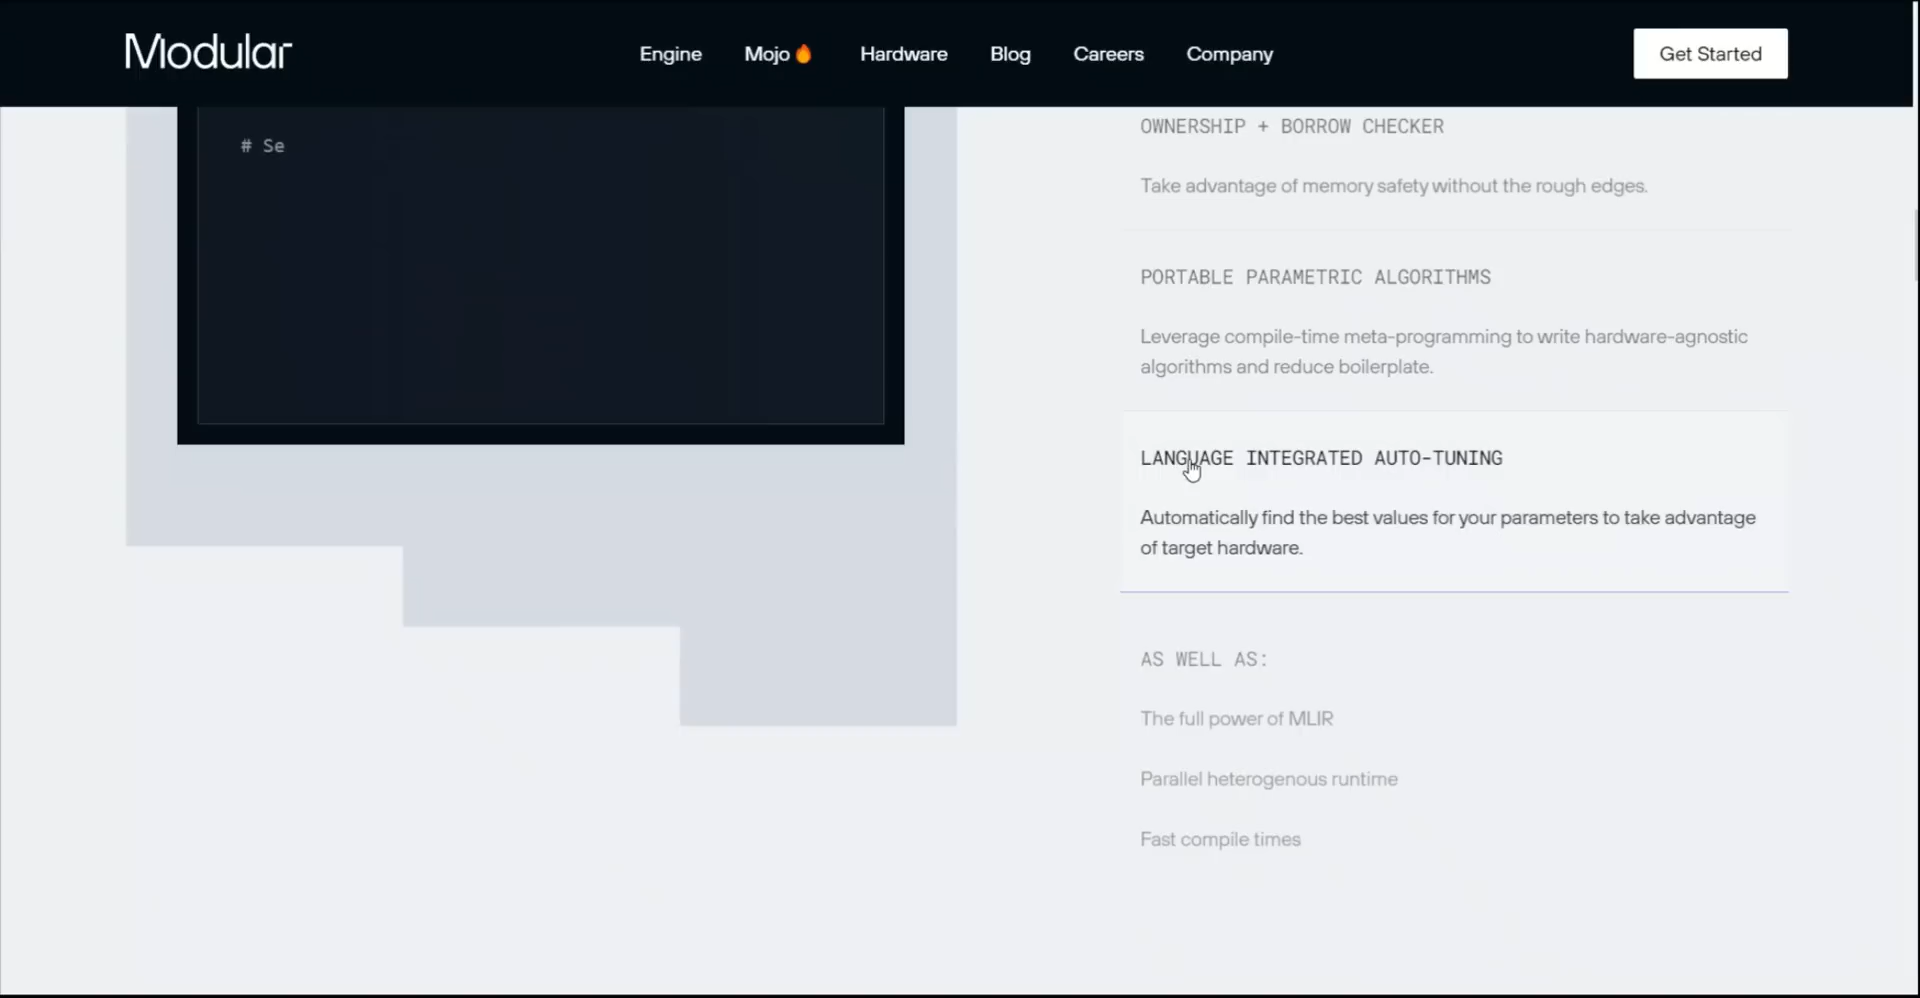 Modular
Engine
Mojo🔥
Hardware
Blog
Careers
Company
Get Started
# Se
OWNERSHIP + BORROW CHECKER
Take advantage of memory safety without the rough edges.
PORTABLE PARAMETRIC ALGORITHMS
Leverage compile-time meta-programming to write hardware-agnostic
algorithms and reduce boilerplate.
LANGUAGE INTEGRATED AUTO-TUNING
Automatically find the best values for your parameters to take advantage
of target hardware.
AS WELL AS:
The full power of MLIR
Parallel heterogenous runtime
Fast compile times